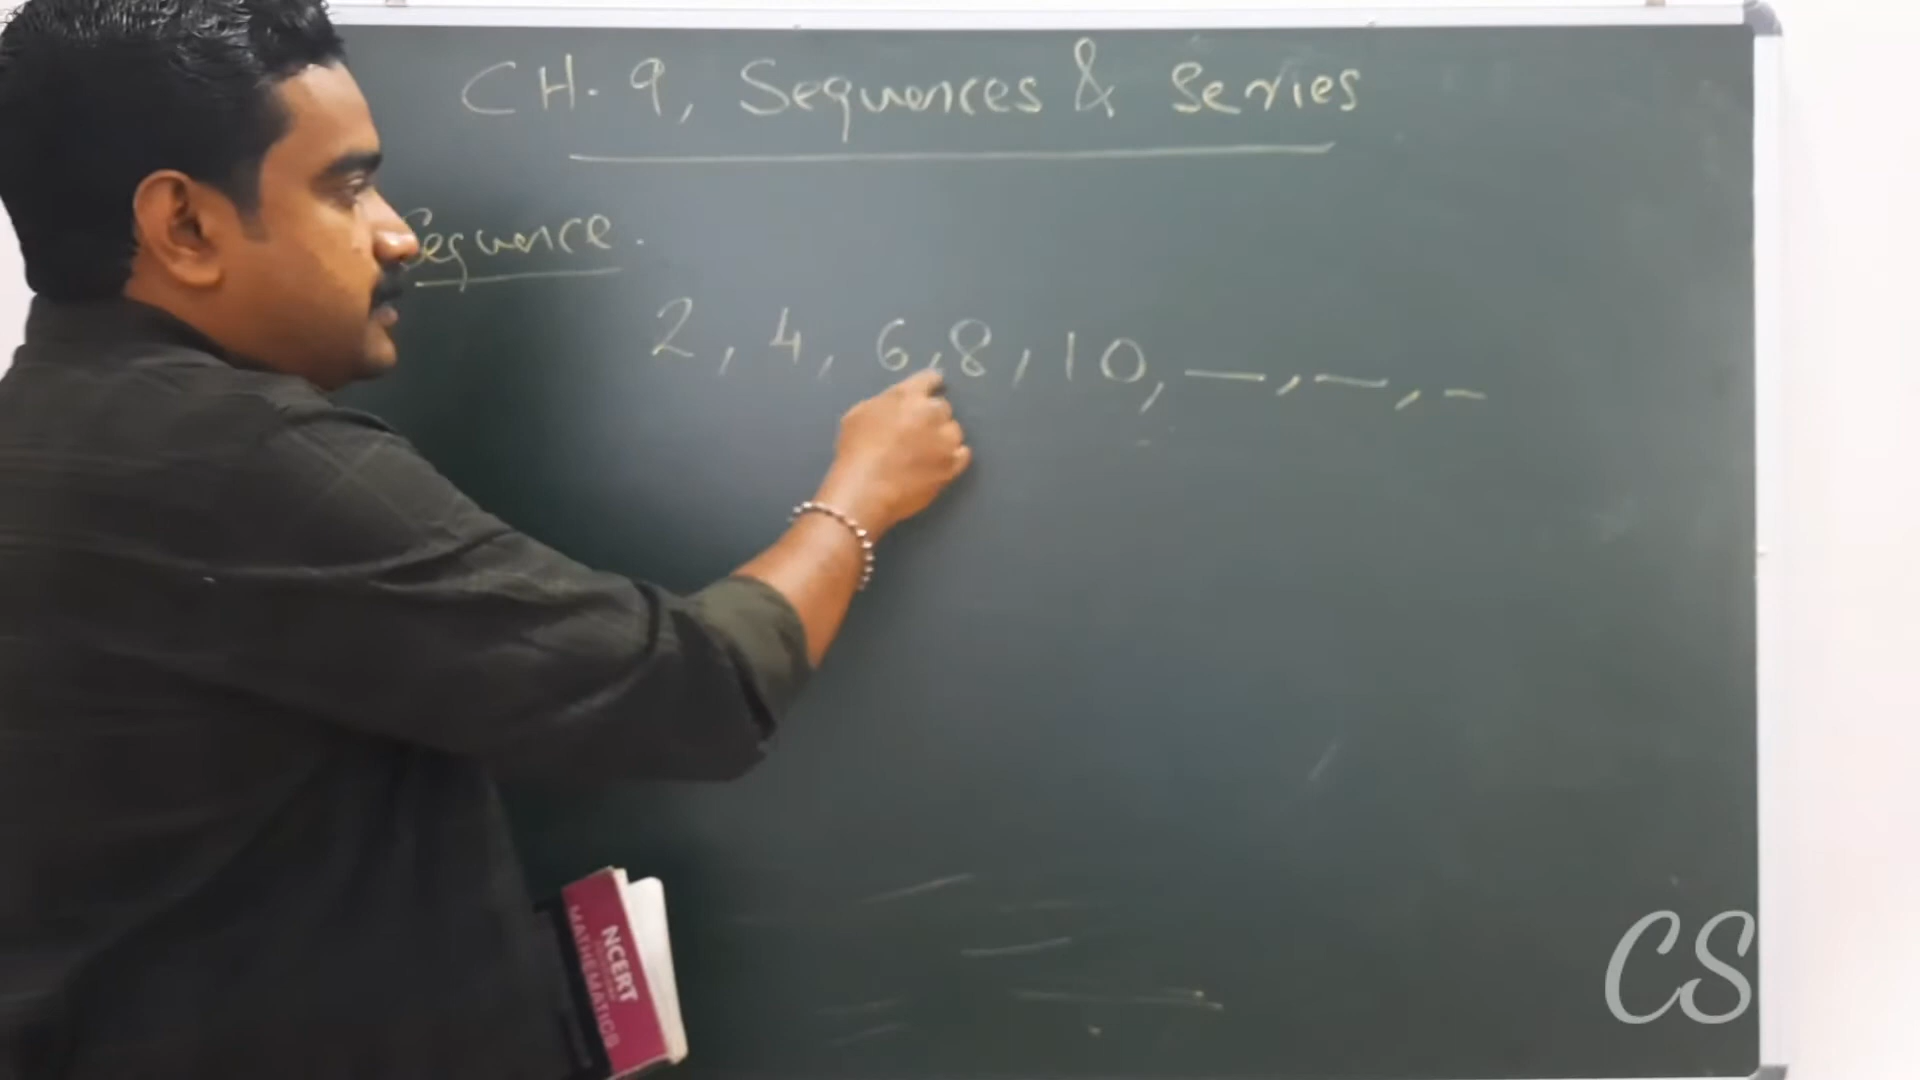 CH. 9, Sequences & Series
Sequence.
2, 4, 6, 8, 10, —, —, -
NCERT
MATHEMATICS
CS